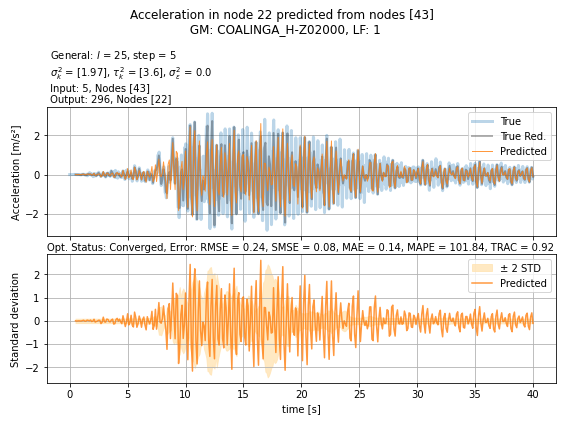 Acceleration in node 22 predicted from nodes [43]
GM: COALINGA_H-Z02000, LF: 1
General: l = 25, step = 5
σ²ₖ = [1.97], τ²ₖ = [3.6], σ²ₑ = 0.0
Input: 5, Nodes [43]
Output: 296, Nodes [22]
Acceleration [m/s²]
2
0
−2
True
True Red.
Predicted
Opt. Status: Converged, Error: RMSE = 0.24, SMSE = 0.08, MAE = 0.14, MAPE = 101.84, TRAC = 0.92
Standard deviation
2
1
0
−1
−2
± 2 STD
Predicted
0 5 10 15 20 25 30 35 40
time [s]